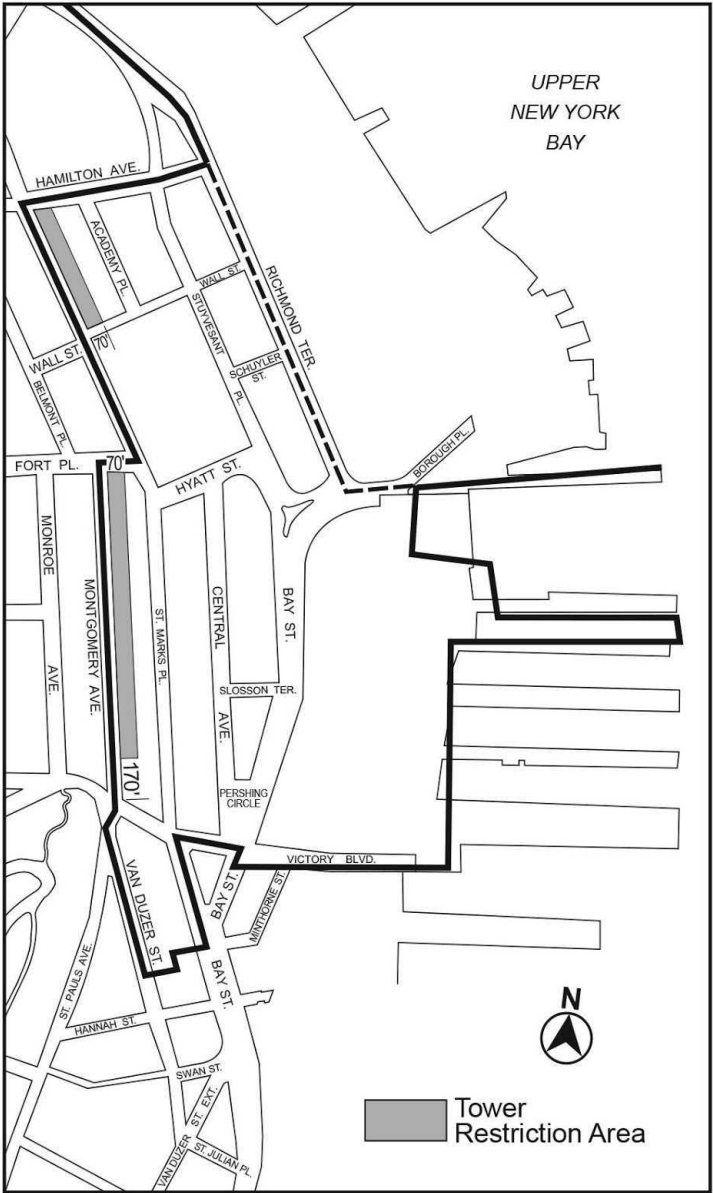 UPPER
NEW YORK
BAY
HAMILTON AVE.
ACADEMY PL.
WALL ST.
STUYVESANT
PL.
RICHMOND TER.
SCHUYLER
ST.
70'
WALL ST.
BELMONT PL.
BOROUGH PL.
FORT PL.
70'
HYATT ST.
MONROE
AVE.
MONTGOMERY AVE.
ST. MARKS PL.
CENTRAL
AVE.
BAY ST.
SLOSSON TER.
170'
PERSHING
CIRCLE
VICTORY BLVD.
VAN DUZER ST.
BAY ST.
MINTHORNE ST.
ST. PAULS AVE.
BAY ST.
HANNAH ST.
SWAN ST.
VAN DUZER ST. EXT.
ST. JULIAN PL.
N
Tower
Restriction Area